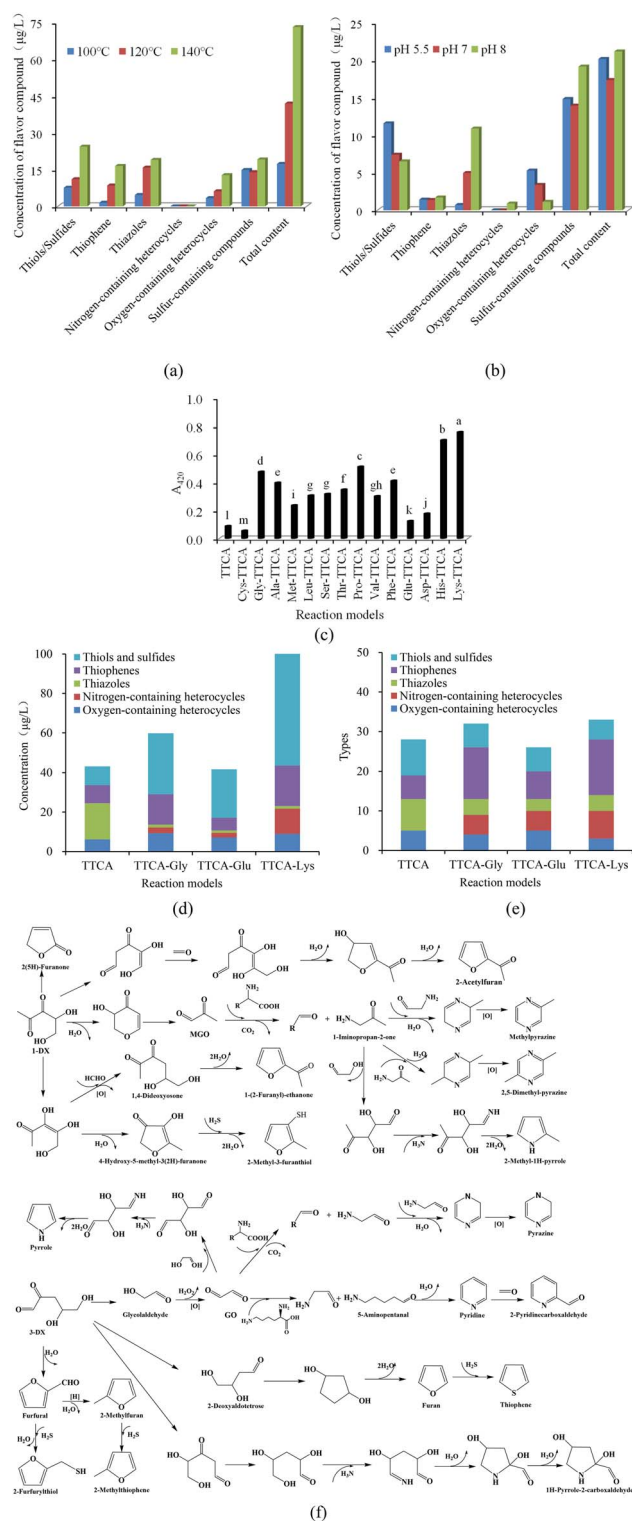 Concentration of flavor compound（µg/L）
75
60
45
30
15
0
100°C 120°C 140°C
Thiols/Sulfides
Thiophene
Thiazoles
Nitrogen-containing heterocycles
Oxygen-containing heterocycles
Sulfur-containing compounds
Total content
(a)
Concentration of flavor compound（µg/L）
25
20
15
10
5
0
pH 5.5 pH 7 pH 8
Thiols/Sulfides
Thiophene
Thiazoles
Nitrogen-containing heterocycles
Oxygen-containing heterocycles
Sulfur-containing compounds
Total content
(b)
A420
1.0
0.8
0.6
0.4
0.2
0.0
l m d e i g g f c gh e k j b a
TTCA
Cys-TTCA
Gly-TTCA
Ala-TTCA
Met-TTCA
Leu-TTCA
Ser-TTCA
Thr-TTCA
Pro-TTCA
Val-TTCA
Phe-TTCA
Glu-TTCA
Asp-TTCA
His-TTCA
Lys-TTCA
Reaction models
(c)
Concentration（µg/L）
100
80
60
40
20
0
Thiols and sulfides
Thiophenes
Thiazoles
Nitrogen-containing heterocycles
Oxygen-containing heterocycles
TTCA TTCA-Gly TTCA-Glu TTCA-Lys
Reaction models
(d)
Types
50
40
30
20
10
0
Thiols and sulfides
Thiophenes
Thiazoles
Nitrogen-containing heterocycles
Oxygen-containing heterocycles
TTCA TTCA-Gly TTCA-Glu TTCA-Lys
Reaction models
(e)
2(5H)-Furanone
2-Acetylfuran
1-DX
MGO
1-Iminopropan-2-one
Methylpyrazine
1,4-Dideoxyosone
1-(2-Furanyl)-ethanone
2,5-Dimethyl-pyrazine
4-Hydroxy-5-methyl-3(2H)-furanone
2-Methyl-3-furanthiol
2-Methyl-1H-pyrrole
Pyrrole
Pyrazine
3-DX
Glycolaldehyde
GO
5-Aminopentanal
Pyridine
2-Pyridinecarboxaldehyde
2-Deoxyaldotetrose
Furan
Thiophene
Furfural
2-Methylfuran
2-Furfurylthiol
2-Methylthiophene
1H-Pyrrole-2-carboxaldehyde
(f)